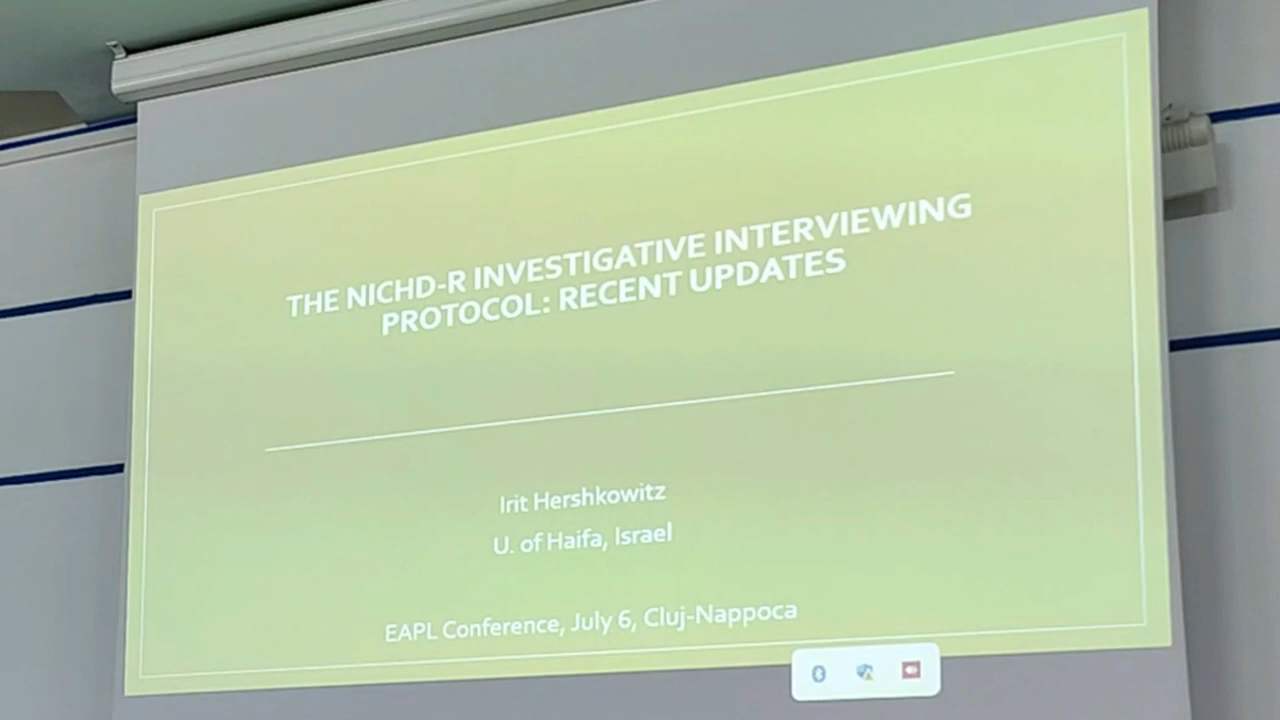 THE NICHD-R INVESTIGATIVE INTERVIEWING
PROTOCOL: RECENT UPDATES
Irit Hershkowitz
U. of Haifa, Israel
EAPL Conference, July 6, Cluj-Nappoca